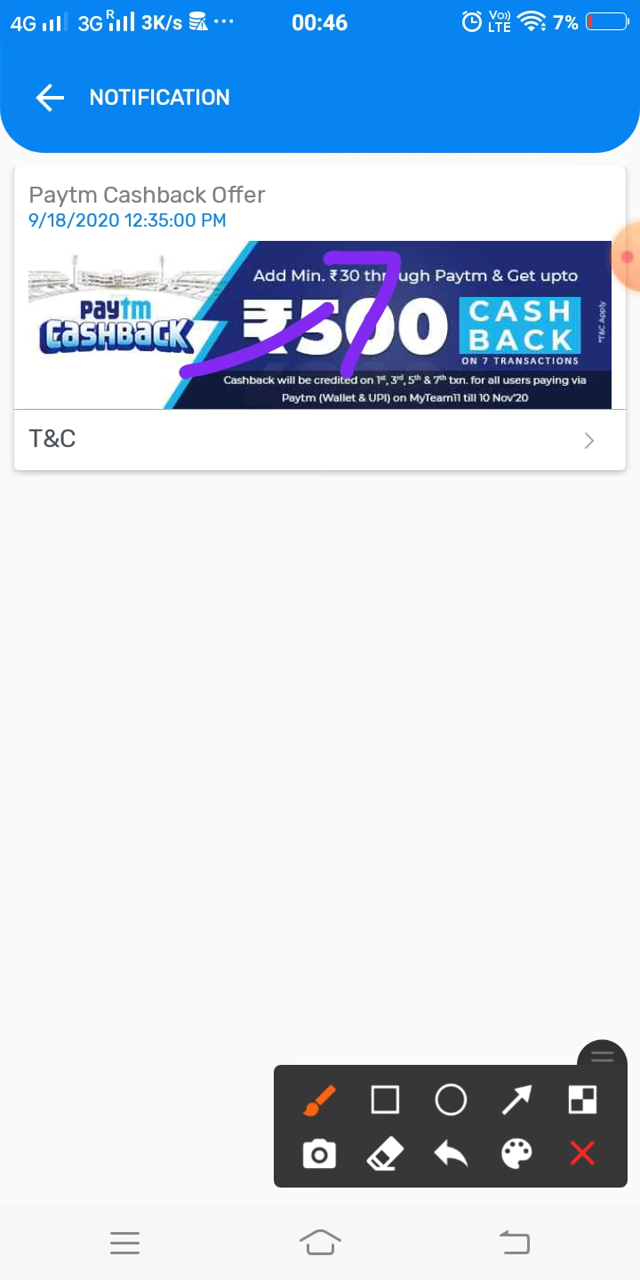 4G 3G R 3K/s 00:46 Vo) LTE 7%
NOTIFICATION
Paytm Cashback Offer
9/18/2020 12:35:00 PM
paytm
CASHBACK
Add Min. ₹30 through Paytm & Get upto
₹500
CASH
BACK
ON 7 TRANSACTIONS
*T&C Apply
Cashback will be credited on 1st, 3rd, 5th & 7th txn. for all users paying via
Paytm (Wallet & UPI) on MyTeam11 till 10 Nov'20
7
T&C